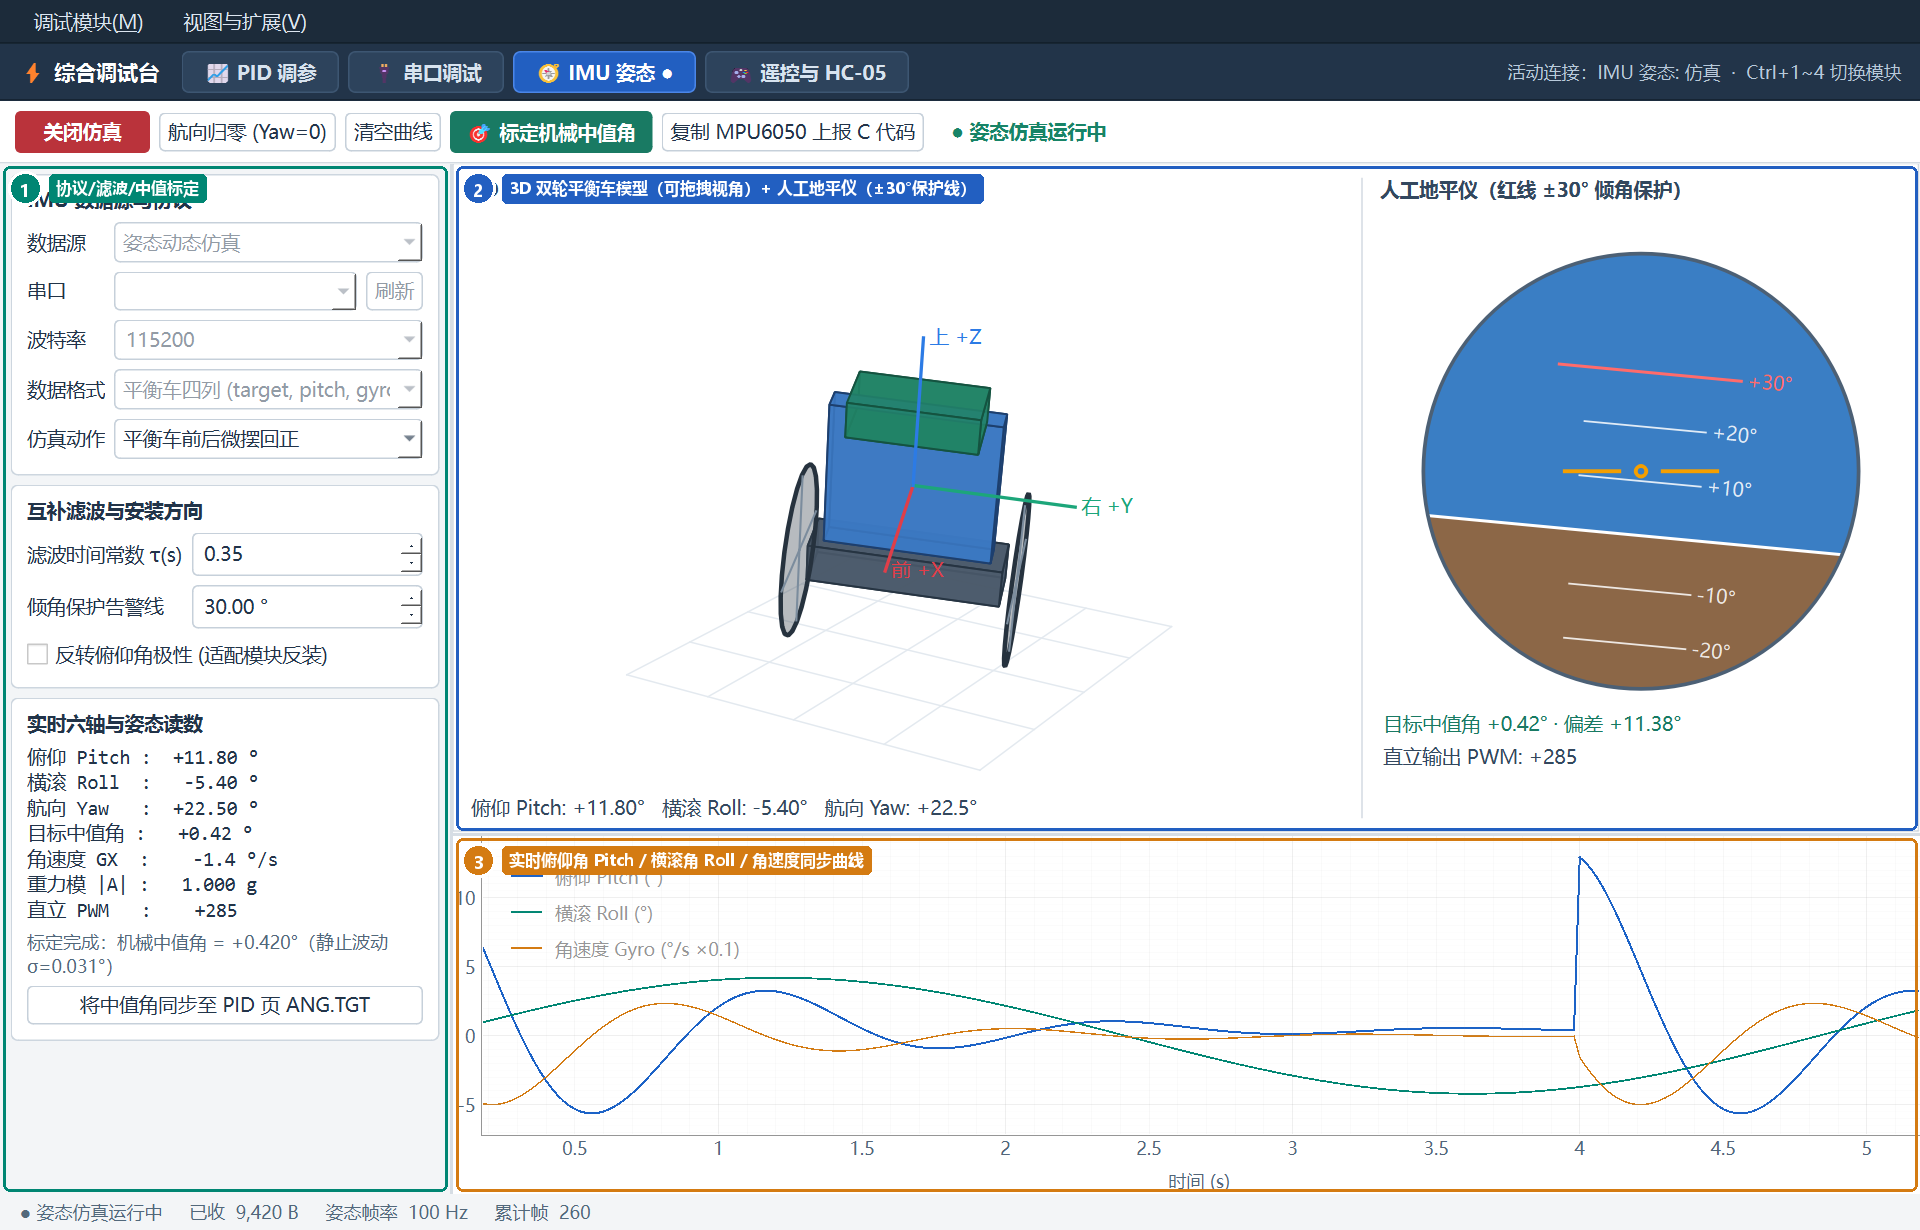 调试模块(M) 视图与扩展(V)
综合调试台 PID 调参 串口调试 IMU 姿态 ● 遥控与 HC-05 活动连接：IMU 姿态: 仿真 · Ctrl+1~4 切换模块
关闭仿真 航向归零 (Yaw=0) 清空曲线 标定机械中值角 复制 MPU6050 上报 C 代码 ● 姿态仿真运行中
1 协议/滤波/中值标定
IMU 数据源与协议
数据源 姿态动态仿真
串口 刷新
波特率 115200
数据格式 平衡车四列 (target, pitch, gyro
仿真动作 平衡车前后微摆回正
互补滤波与安装方向
滤波时间常数 τ(s) 0.35
倾角保护告警线 30.00 °
反转俯仰角极性 (适配模块反装)
实时六轴与姿态读数
俯仰 Pitch : +11.80 °
横滚 Roll : -5.40 °
航向 Yaw : +22.50 °
目标中值角 : +0.42 °
角速度 GX : -1.4 °/s
重力模 |A| : 1.000 g
直立 PWM : +285
标定完成：机械中值角 = +0.420°（静止波动
σ=0.031°）
将中值角同步至 PID 页 ANG.TGT
2 3D 双轮平衡车模型（可拖拽视角）+ 人工地平仪（±30°保护线）
上 +Z
右 +Y
前 +X
俯仰 Pitch: +11.80° 横滚 Roll: -5.40° 航向 Yaw: +22.5°
人工地平仪（红线 ±30° 倾角保护）
+30°
+20°
+10°
-10°
-20°
目标中值角 +0.42° · 偏差 +11.38°
直立输出 PWM: +285
3 实时俯仰角 Pitch / 横滚角 Roll / 角速度同步曲线
俯仰 Pitch (°)
横滚 Roll (°)
角速度 Gyro (°/s ×0.1)
10
5
0
-5
0.5 1 1.5 2 2.5 3 3.5 4 4.5 5
时间 (s)
● 姿态仿真运行中 已收 9,420 B 姿态帧率 100 Hz 累计帧 260